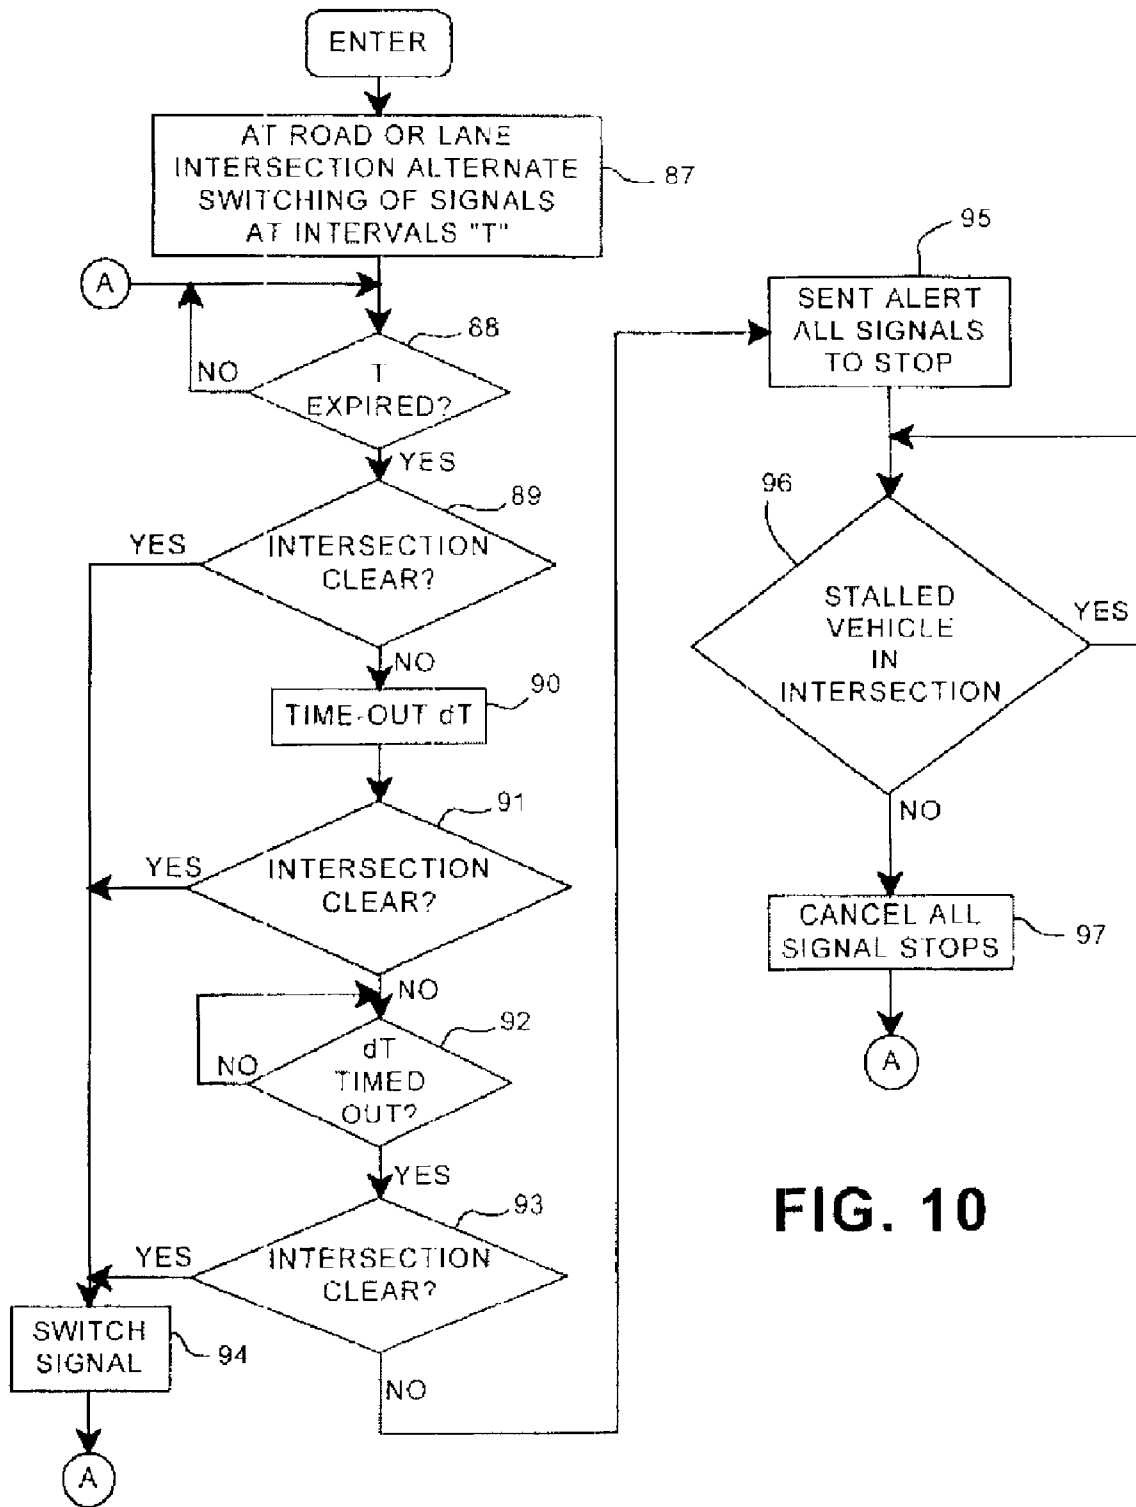 ENTER
AT ROAD OR LANE
INTERSECTION ALTERNATE
SWITCHING OF SIGNALS
AT INTERVALS "T"
87
A
88
T
EXPIRED?
NO
YES
89
INTERSECTION
CLEAR?
YES
NO
90
TIME-OUT dT
91
INTERSECTION
CLEAR?
YES
NO
92
dT
TIMED
OUT?
NO
YES
93
INTERSECTION
CLEAR?
YES
NO
SWITCH
SIGNAL
94
A
95
SENT ALERT
ALL SIGNALS
TO STOP
96
STALLED
VEHICLE
IN
INTERSECTION
YES
NO
CANCEL ALL
SIGNAL STOPS
97
A
FIG. 10